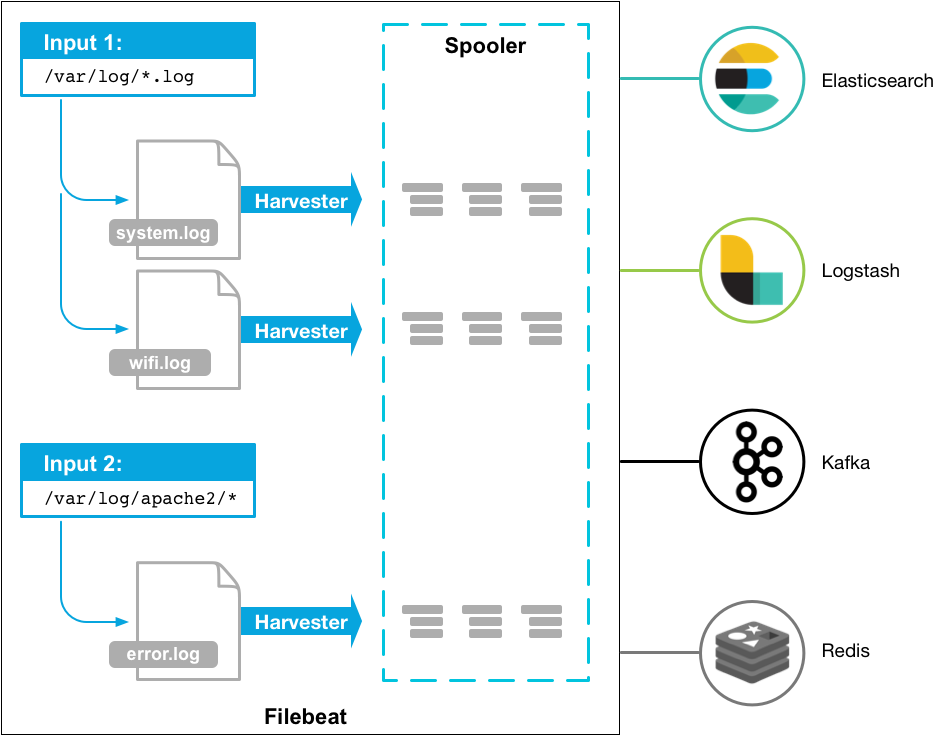 Input 1:
/var/log/*.log
Spooler
Elasticsearch
system.log
Harvester
wifi.log
Harvester
Logstash
Input 2:
/var/log/apache2/*
Kafka
error.log
Harvester
Redis
Filebeat